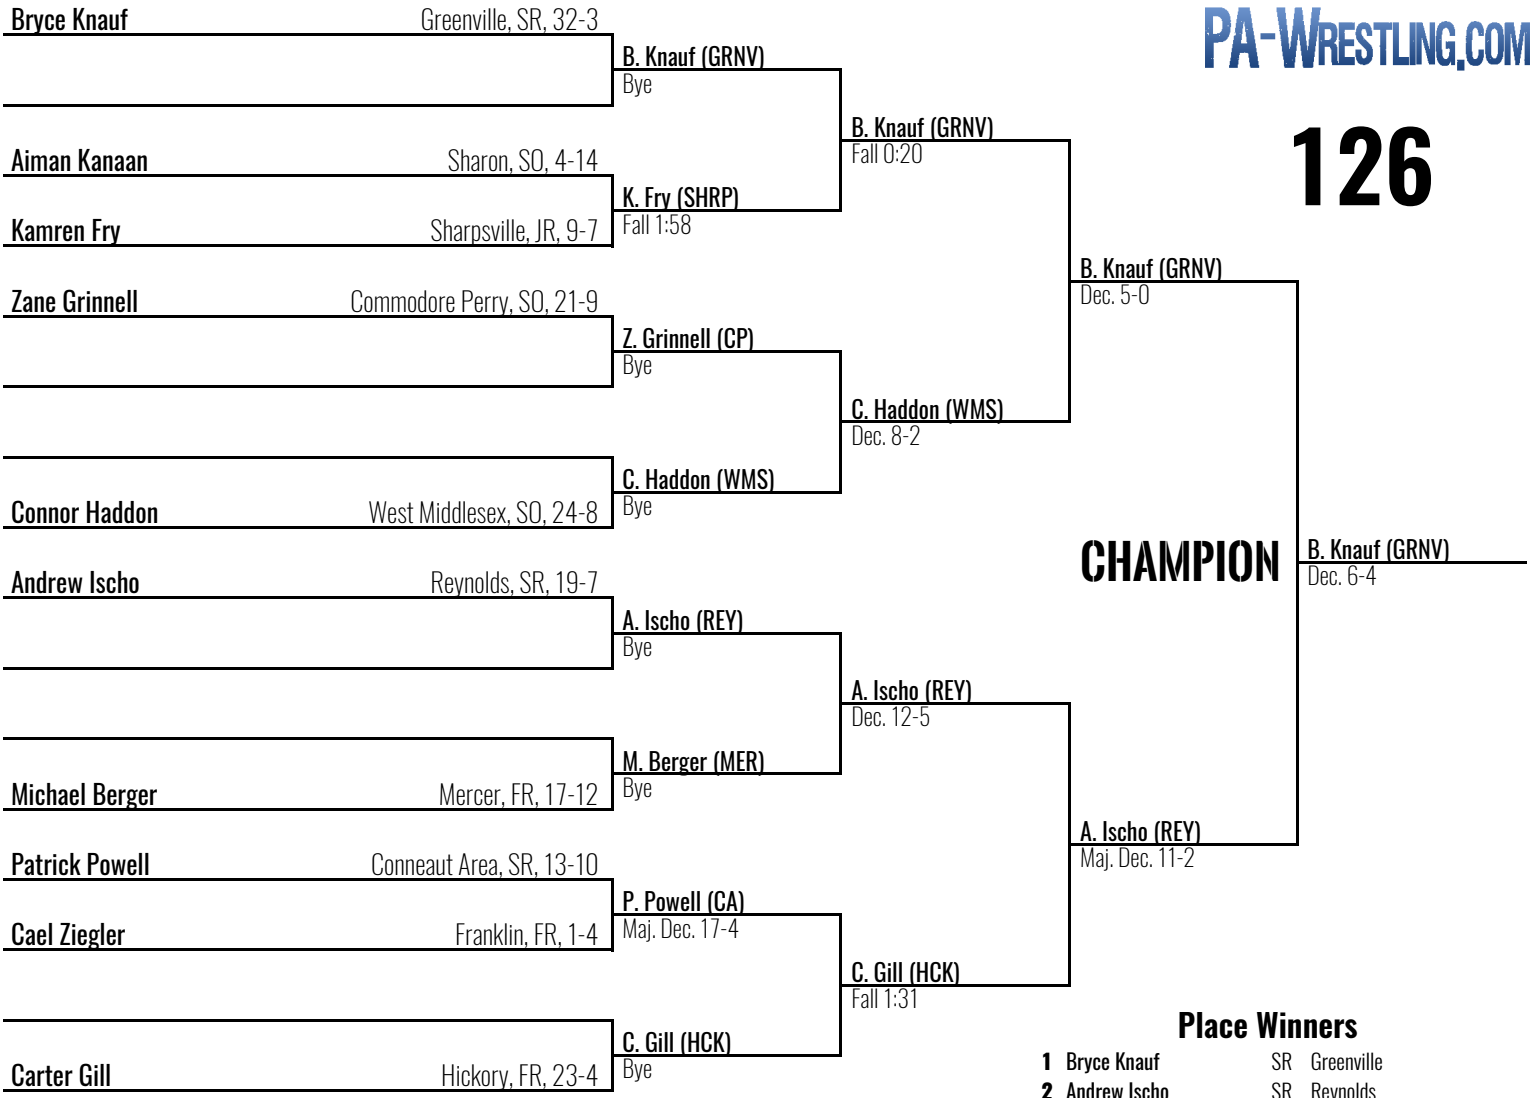 PA-WRESTLING.COM
126
Bryce Knauf Greenville, SR, 32-3
B. Knauf (GRNV)
Bye
B. Knauf (GRNV)
Fall 0:20
Aiman Kanaan Sharon, SO, 4-14
K. Fry (SHRP)
Fall 1:58
Kamren Fry Sharpsville, JR, 9-7
B. Knauf (GRNV)
Dec. 5-0
Zane Grinnell Commodore Perry, SO, 21-9
Z. Grinnell (CP)
Bye
C. Haddon (WMS)
Dec. 8-2
C. Haddon (WMS)
Bye
Connor Haddon West Middlesex, SO, 24-8
CHAMPION
B. Knauf (GRNV)
Dec. 6-4
Andrew Ischo Reynolds, SR, 19-7
A. Ischo (REY)
Bye
A. Ischo (REY)
Dec. 12-5
M. Berger (MER)
Bye
Michael Berger Mercer, FR, 17-12
A. Ischo (REY)
Maj. Dec. 11-2
Patrick Powell Conneaut Area, SR, 13-10
P. Powell (CA)
Maj. Dec. 17-4
Cael Ziegler Franklin, FR, 1-4
C. Gill (HCK)
Fall 1:31
C. Gill (HCK)
Bye
Carter Gill Hickory, FR, 23-4
Place Winners
1 Bryce Knauf SR Greenville
2 Andrew Ischo SR Reynolds